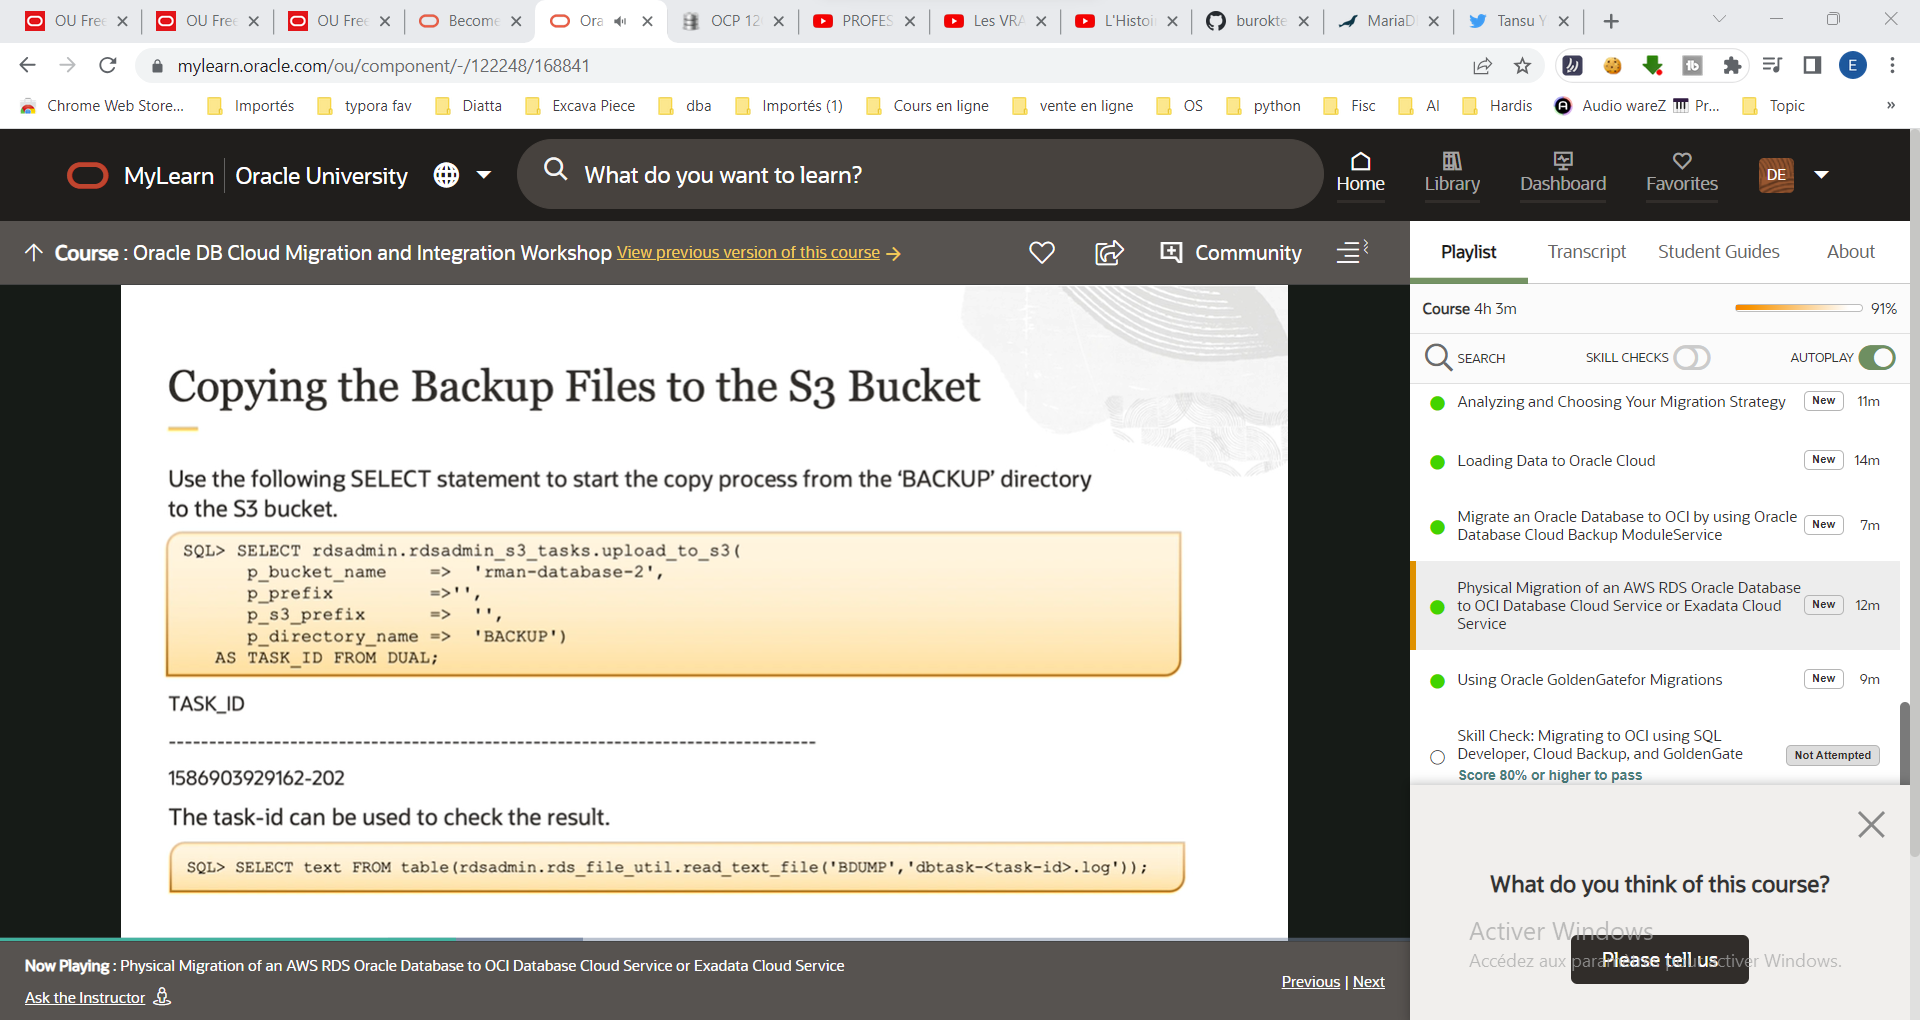 OU Free
OU Free
OU Free
Become
Ora
OCP 12
PROFES
Les VRA
L'Histoi
burokte
MariaD
Tansu Y
mylearn.oracle.com/ou/component/-/122248/168841
E
Chrome Web Store...
Importés
typora fav
Diatta
Excava Piece
dba
Importés (1)
Cours en ligne
vente en ligne
OS
python
Fisc
AI
Hardis
Audio wareZ
Pr...
Topic
»
MyLearn
Oracle University
What do you want to learn?
Home
Library
Dashboard
Favorites
DE
Course : Oracle DB Cloud Migration and Integration Workshop View previous version of this course
Community
Playlist
Transcript
Student Guides
About
Course 4h 3m
91%
SEARCH
SKILL CHECKS
AUTOPLAY
Copying the Backup Files to the S3 Bucket
Use the following SELECT statement to start the copy process from the ‘BACKUP’ directory
to the S3 bucket.
SQL> SELECT rdsadmin.rdsadmin_s3_tasks.upload_to_s3(
p_bucket_name => 'rman-database-2',
p_prefix =>'',
p_s3_prefix => '',
p_directory_name => 'BACKUP')
AS TASK_ID FROM DUAL;
TASK_ID
--------------------------------------------------------------------------------
1586903929162-202
The task-id can be used to check the result.
SQL> SELECT text FROM table(rdsadmin.rds_file_util.read_text_file('BDUMP','dbtask-<task-id>.log'));
Analyzing and Choosing Your Migration Strategy
New
11m
Loading Data to Oracle Cloud
New
14m
Migrate an Oracle Database to OCI by using Oracle
Database Cloud Backup ModuleService
New
7m
Physical Migration of an AWS RDS Oracle Database
to OCI Database Cloud Service or Exadata Cloud
Service
New
12m
Using Oracle GoldenGatefor Migrations
New
9m
Skill Check: Migrating to OCI using SQL
Developer, Cloud Backup, and GoldenGate
Score 80% or higher to pass
Not Attempted
What do you think of this course?
Activer Windows
Please tell us
Accédez aux paramètres pour activer Windows.
Now Playing : Physical Migration of an AWS RDS Oracle Database to OCI Database Cloud Service or Exadata Cloud Service
Ask the Instructor
Previous | Next